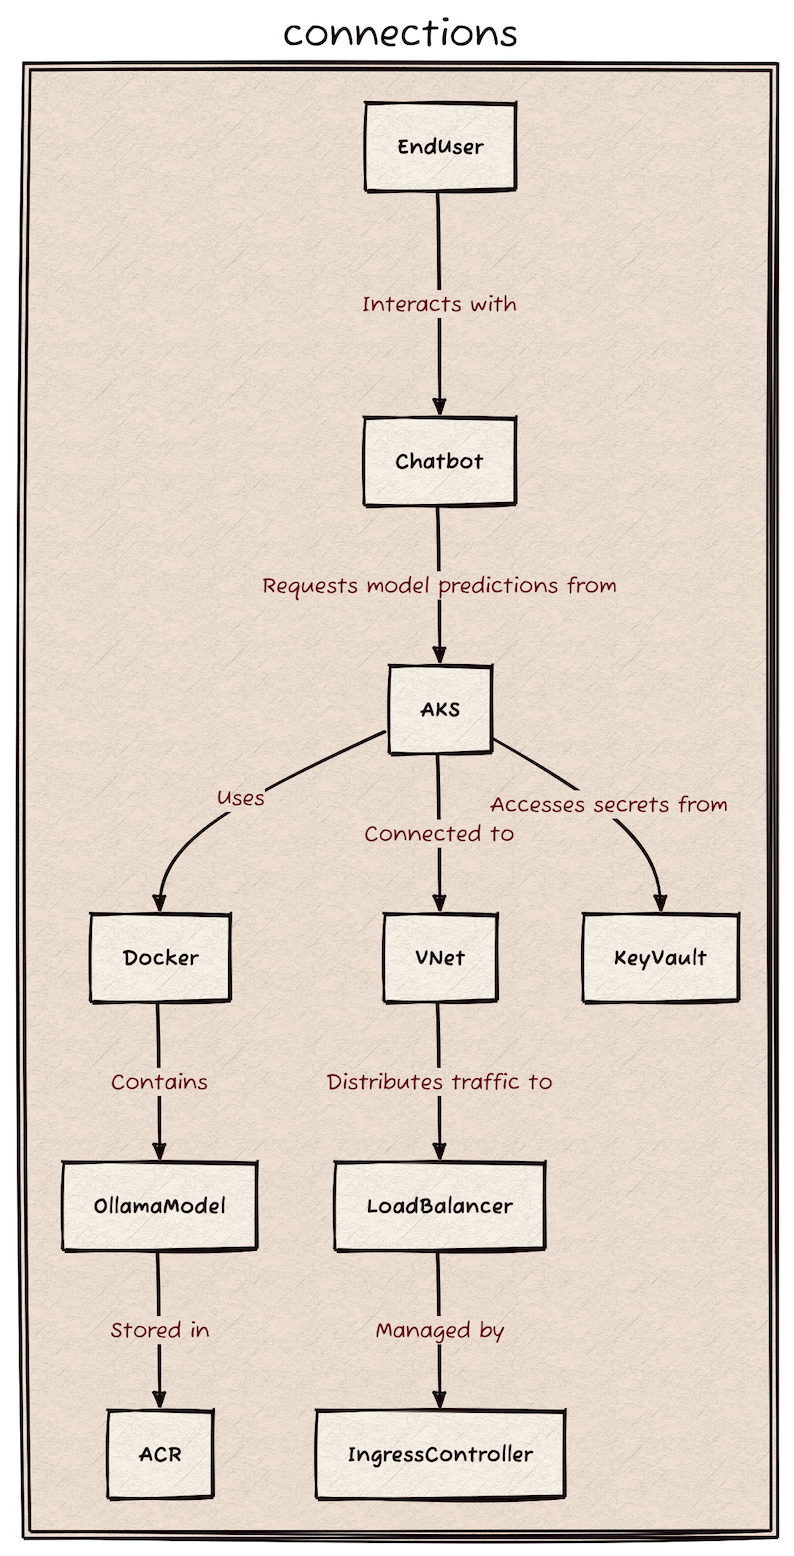 connections
EndUser
Interacts with
Chatbot
Requests model predictions from
AKS
Uses
Accesses secrets from
Connected to
Docker
VNet
KeyVault
Contains
Distributes traffic to
OllamaModel
LoadBalancer
Stored in
Managed by
ACR
IngressController